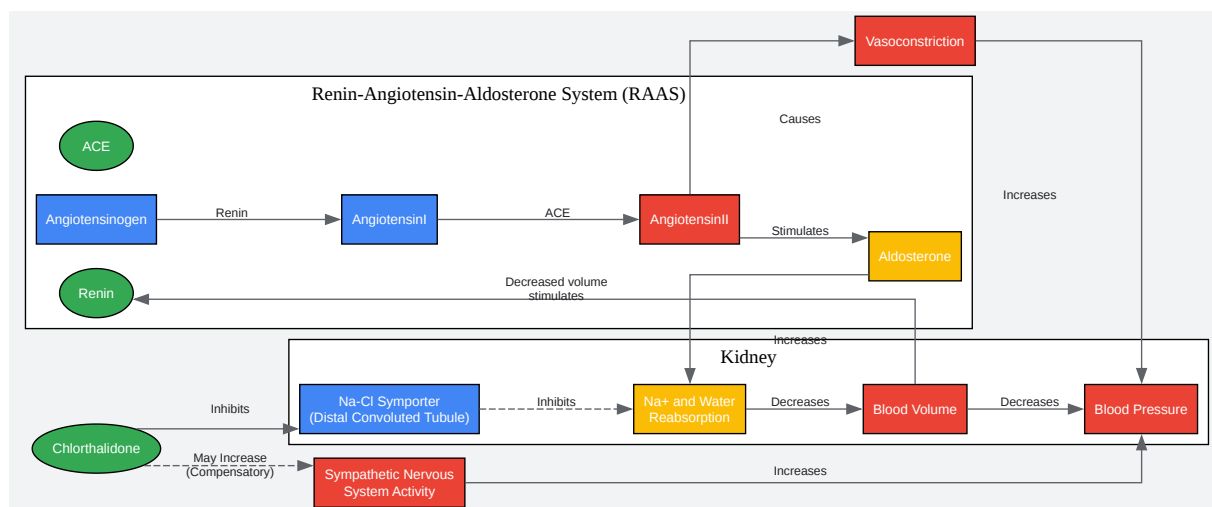 Vasoconstriction
Renin-Angiotensin-Aldosterone System (RAAS)
Causes
ACE
Increases
Angiotensinogen
Renin
AngiotensinI
ACE
AngiotensinII
Stimulates
Aldosterone
Renin
Decreased volume
stimulates
Increases
Kidney
Na-Cl Symporter
(Distal Convoluted Tubule)
Inhibits
Na+ and Water
Reabsorption
Decreases
Blood Volume
Decreases
Blood Pressure
Inhibits
Chlorthalidone
May Increase
(Compensatory)
Sympathetic Nervous
System Activity
Increases